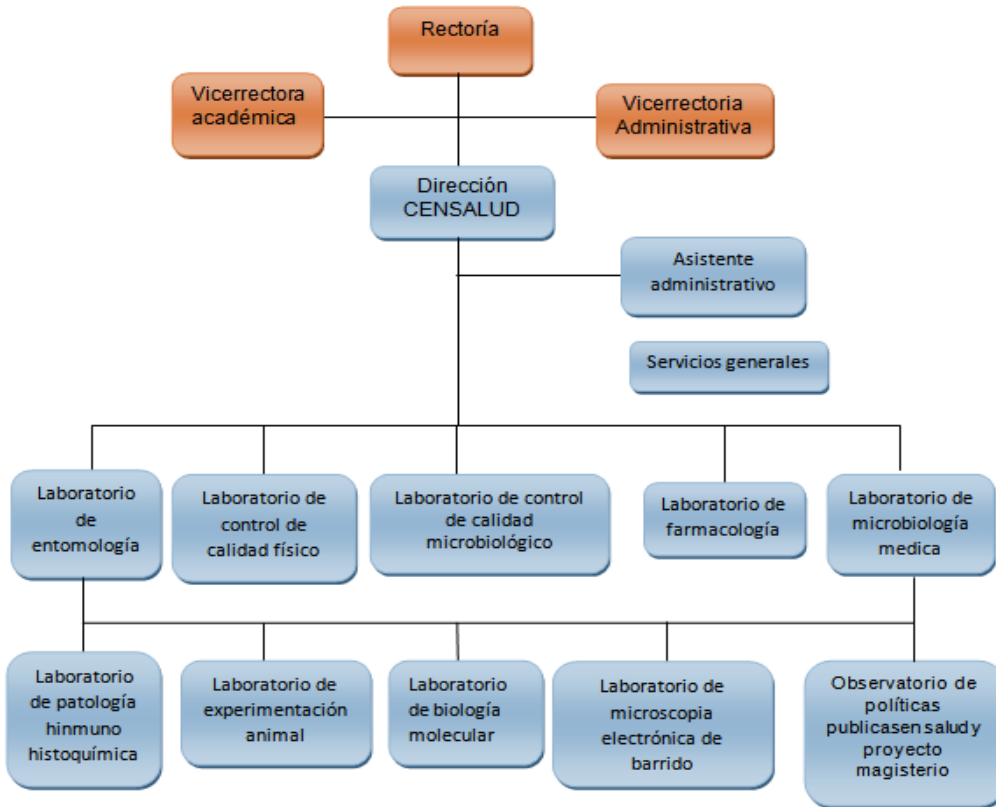 Rectoría
Vicerrectora
académica
Vicerrectoria
Administrativa
Dirección
CENSALUD
Asistente
administrativo
Servicios generales
Laboratorio
de
entomología
Laboratorio de
control de
calidad físico
Laboratorio de control
de calidad
microbiológico
Laboratorio de
farmacología
Laboratorio de
microbiología
medica
Laboratorio
de patología
hinmuno
histoquímica
Laboratorio de
experimentación
animal
Laboratorio
de biología
molecular
Laboratorio de
microscopia
electrónica de
barrido
Observatorio de
políticas
publicasen salud y
proyecto
magisterio